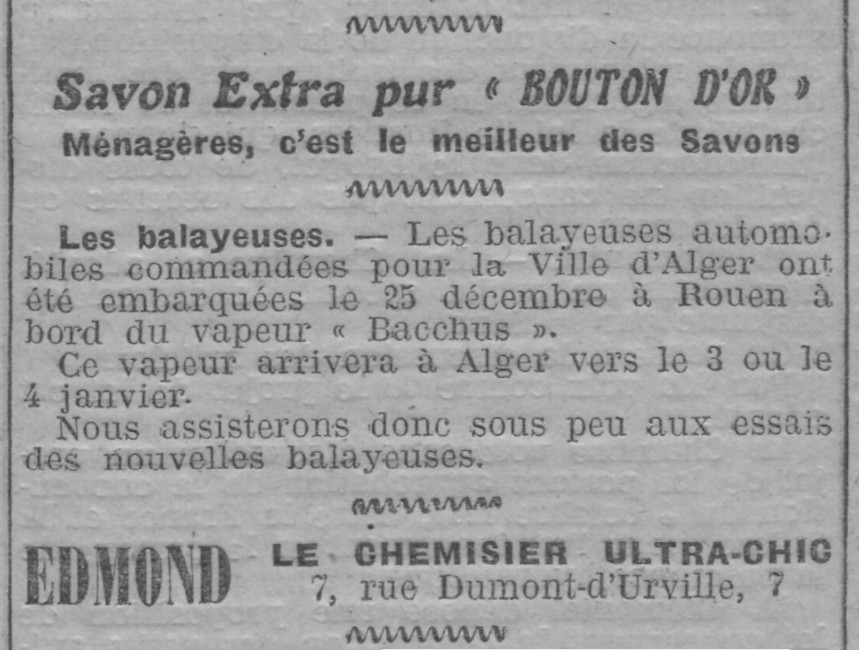 Savon Extra pur « BOUTON D'OR »
Ménagères, c'est le meilleur des Savons
Les balayeuses. — Les balayeuses automo-
biles commandées pour la Ville d'Alger ont
été embarquées le 25 décembre à Rouen à
bord du vapeur « Bacchus ».
Ce vapeur arrivera à Alger vers le 3 ou le
4 janvier.
Nous assisterons donc sous peu aux essais
des nouvelles balayeuses.
EDMOND LE CHEMISIER ULTRA-CHIC
7, rue Dumont-d'Urville, 7